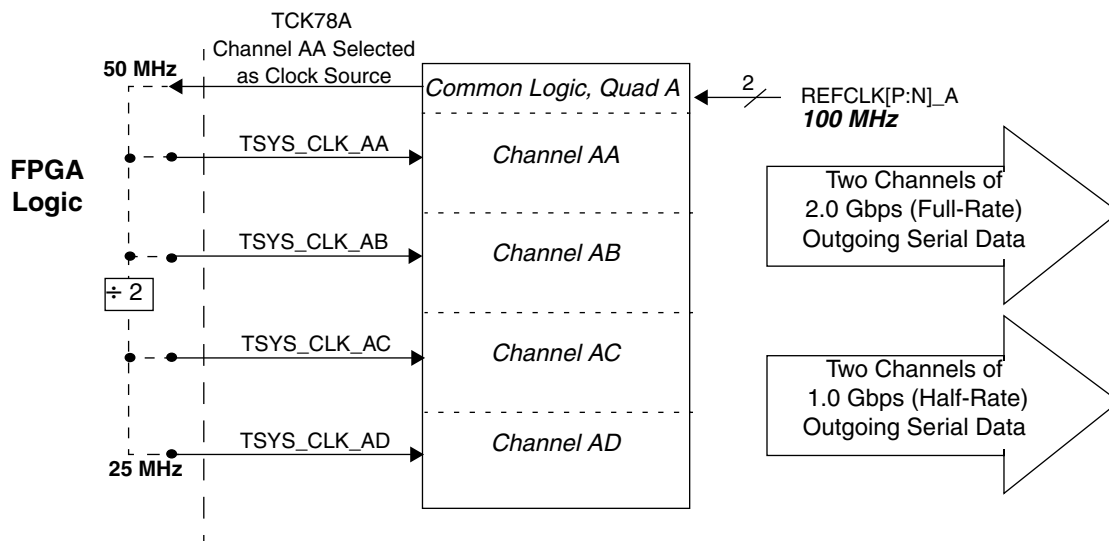 TCK78A
Channel AA Selected
as Clock Source
50 MHz
Common Logic, Quad A
2
REFCLK[P:N]_A
100 MHz
FPGA
Logic
TSYS_CLK_AA
Channel AA
Two Channels of
2.0 Gbps (Full-Rate)
Outgoing Serial Data
TSYS_CLK_AB
Channel AB
÷ 2
TSYS_CLK_AC
Channel AC
Two Channels of
1.0 Gbps (Half-Rate)
Outgoing Serial Data
TSYS_CLK_AD
Channel AD
25 MHz